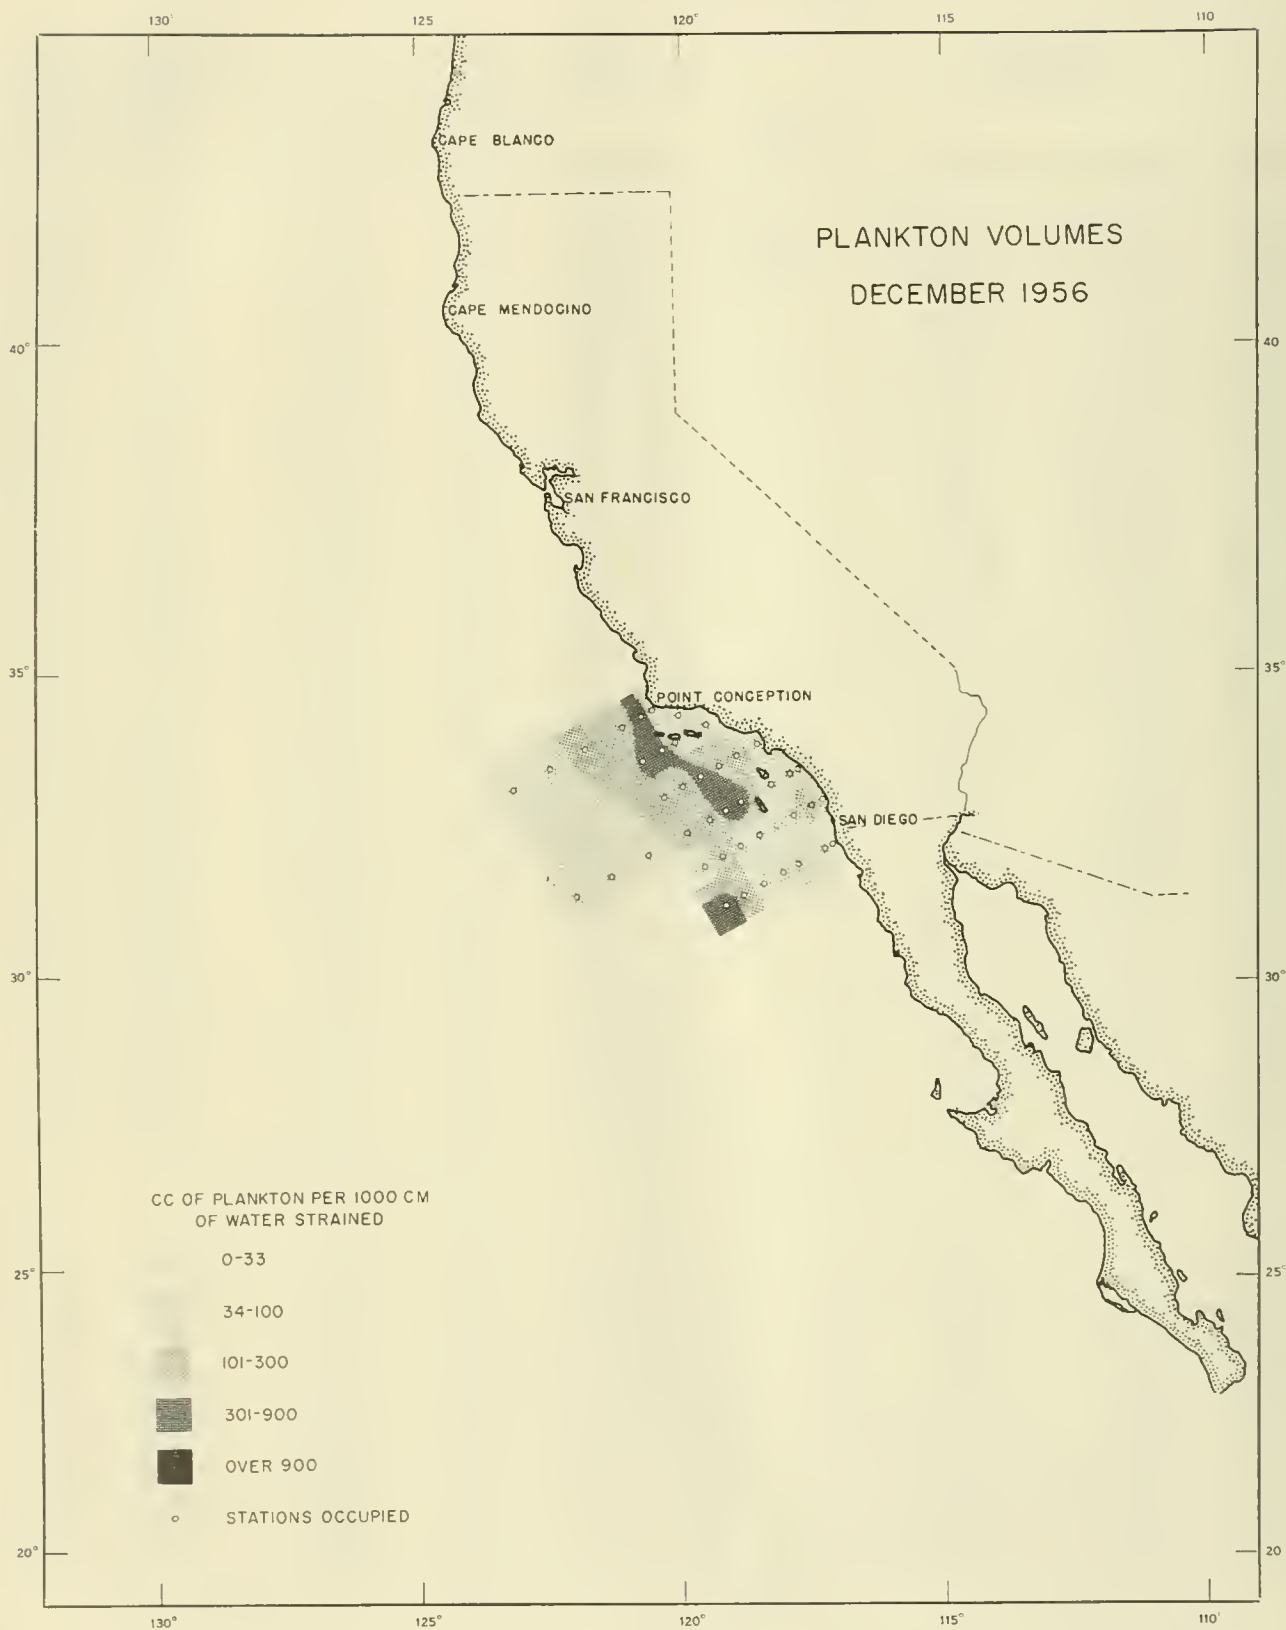 130' 125 120° 115 110
CAPE BLANCO
PLANKTON VOLUMES
DECEMBER 1956
CAPE MENDOCINO
40° 40
SAN FRANCISCO
35° 35°
POINT CONCEPTION
SAN DIEGO
30° 30°
CC OF PLANKTON PER 1000 CM
OF WATER STRAINED
0-33
25° 25°
34-100
101-300
301-900
OVER 900
STATIONS OCCUPIED
20° 20
130° 125° 120° 115° 110'